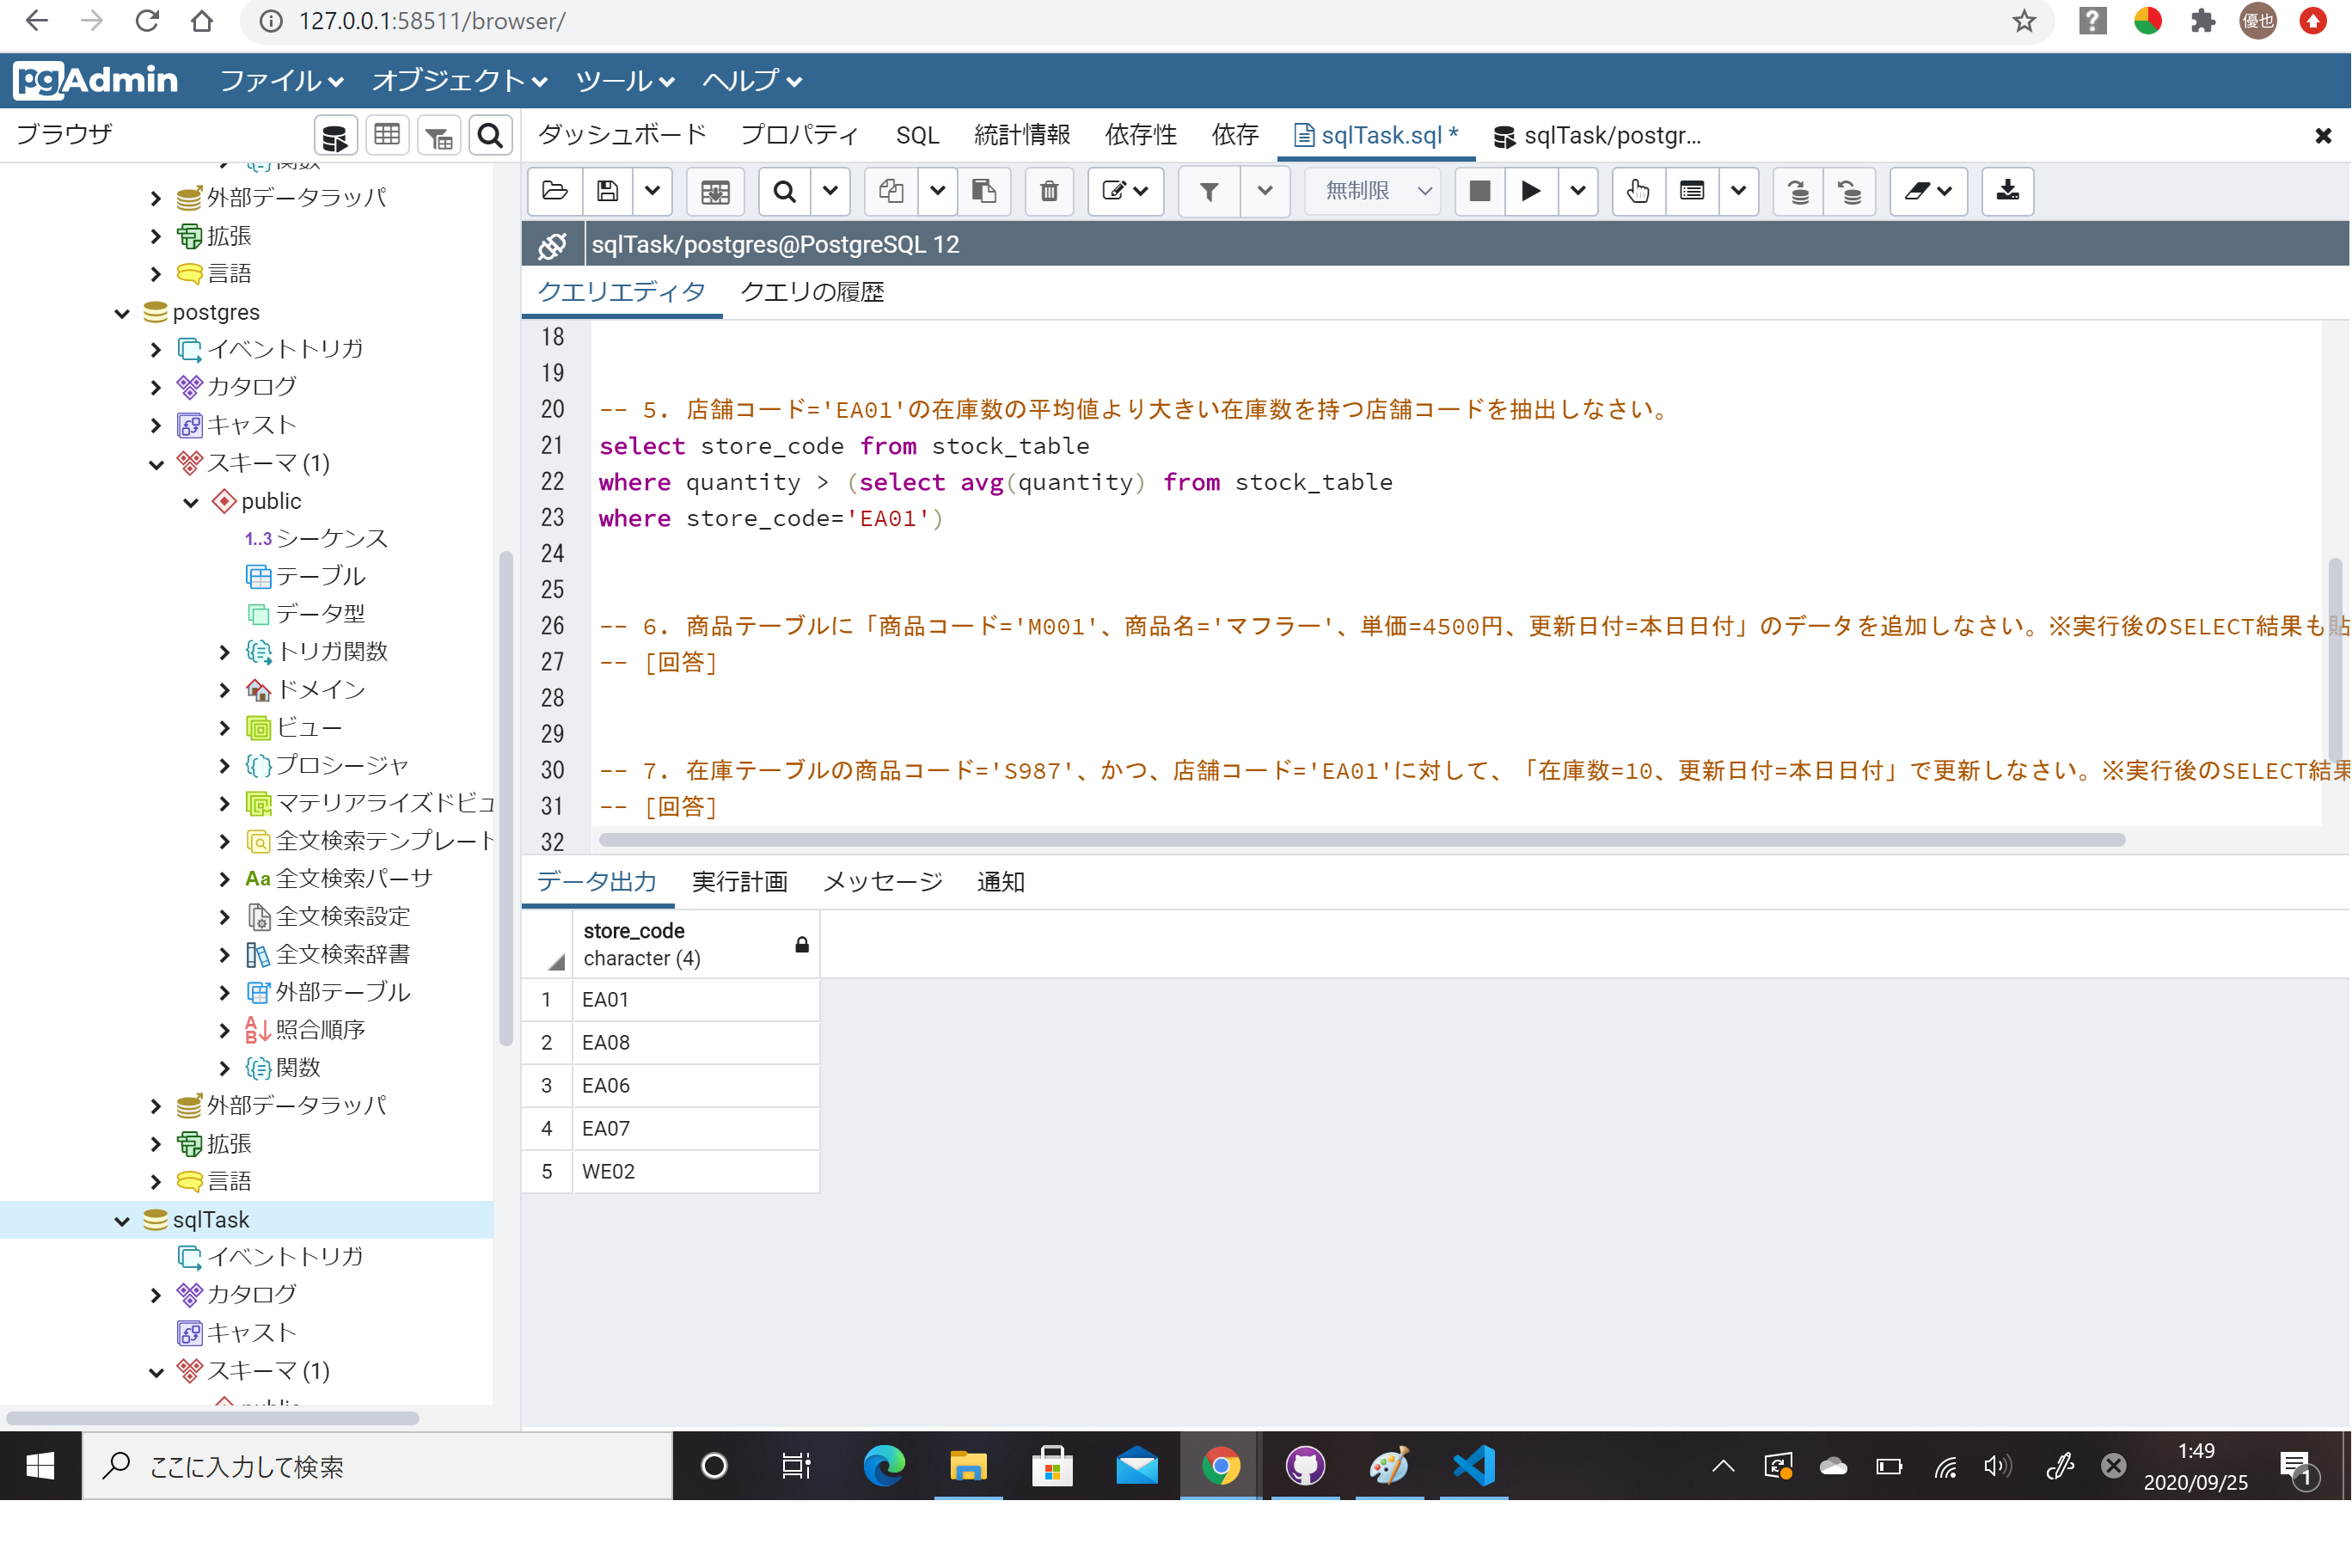 127.0.0.1:58511/browser/
優也
pgAdmin
ファイル
オブジェクト
ツール
ヘルプ
ブラウザ
ダッシュボード
プロパティ
SQL
統計情報
依存性
依存
sqlTask.sql *
sqlTask/postgr...
無制限
sqlTask/postgres@PostgreSQL 12
クエリエディタ
クエリの履歴
関数
外部データラッパ
拡張
言語
postgres
イベントトリガ
カタログ
キャスト
スキーマ (1)
public
1..3 シーケンス
テーブル
データ型
トリガ関数
ドメイン
ビュー
プロシージャ
マテリアライズドビュ
全文検索テンプレート
Aa 全文検索パーサ
全文検索設定
全文検索辞書
外部テーブル
照合順序
関数
外部データラッパ
拡張
言語
sqlTask
イベントトリガ
カタログ
キャスト
スキーマ (1)
public
18
19
20 -- 5. 店舗コード='EA01'の在庫数の平均値より大きい在庫数を持つ店舗コードを抽出しなさい。
21 select store_code from stock_table
22 where quantity > (select avg(quantity) from stock_table
23 where store_code='EA01')
24
25
26 -- 6. 商品テーブルに「商品コード='M001'、商品名='マフラー'、単価=4500円、更新日付=本日日付」のデータを追加しなさい。※実行後のSELECT結果も貼
27 -- [回答]
28
29
30 -- 7. 在庫テーブルの商品コード='S987'、かつ、店舗コード='EA01'に対して、「在庫数=10、更新日付=本日日付」で更新しなさい。※実行後のSELECT結果
31 -- [回答]
32
データ出力
実行計画
メッセージ
通知
store_code
character (4)
1 EA01
2 EA08
3 EA06
4 EA07
5 WE02
ここに入力して検索
1:49
2020/09/25
1